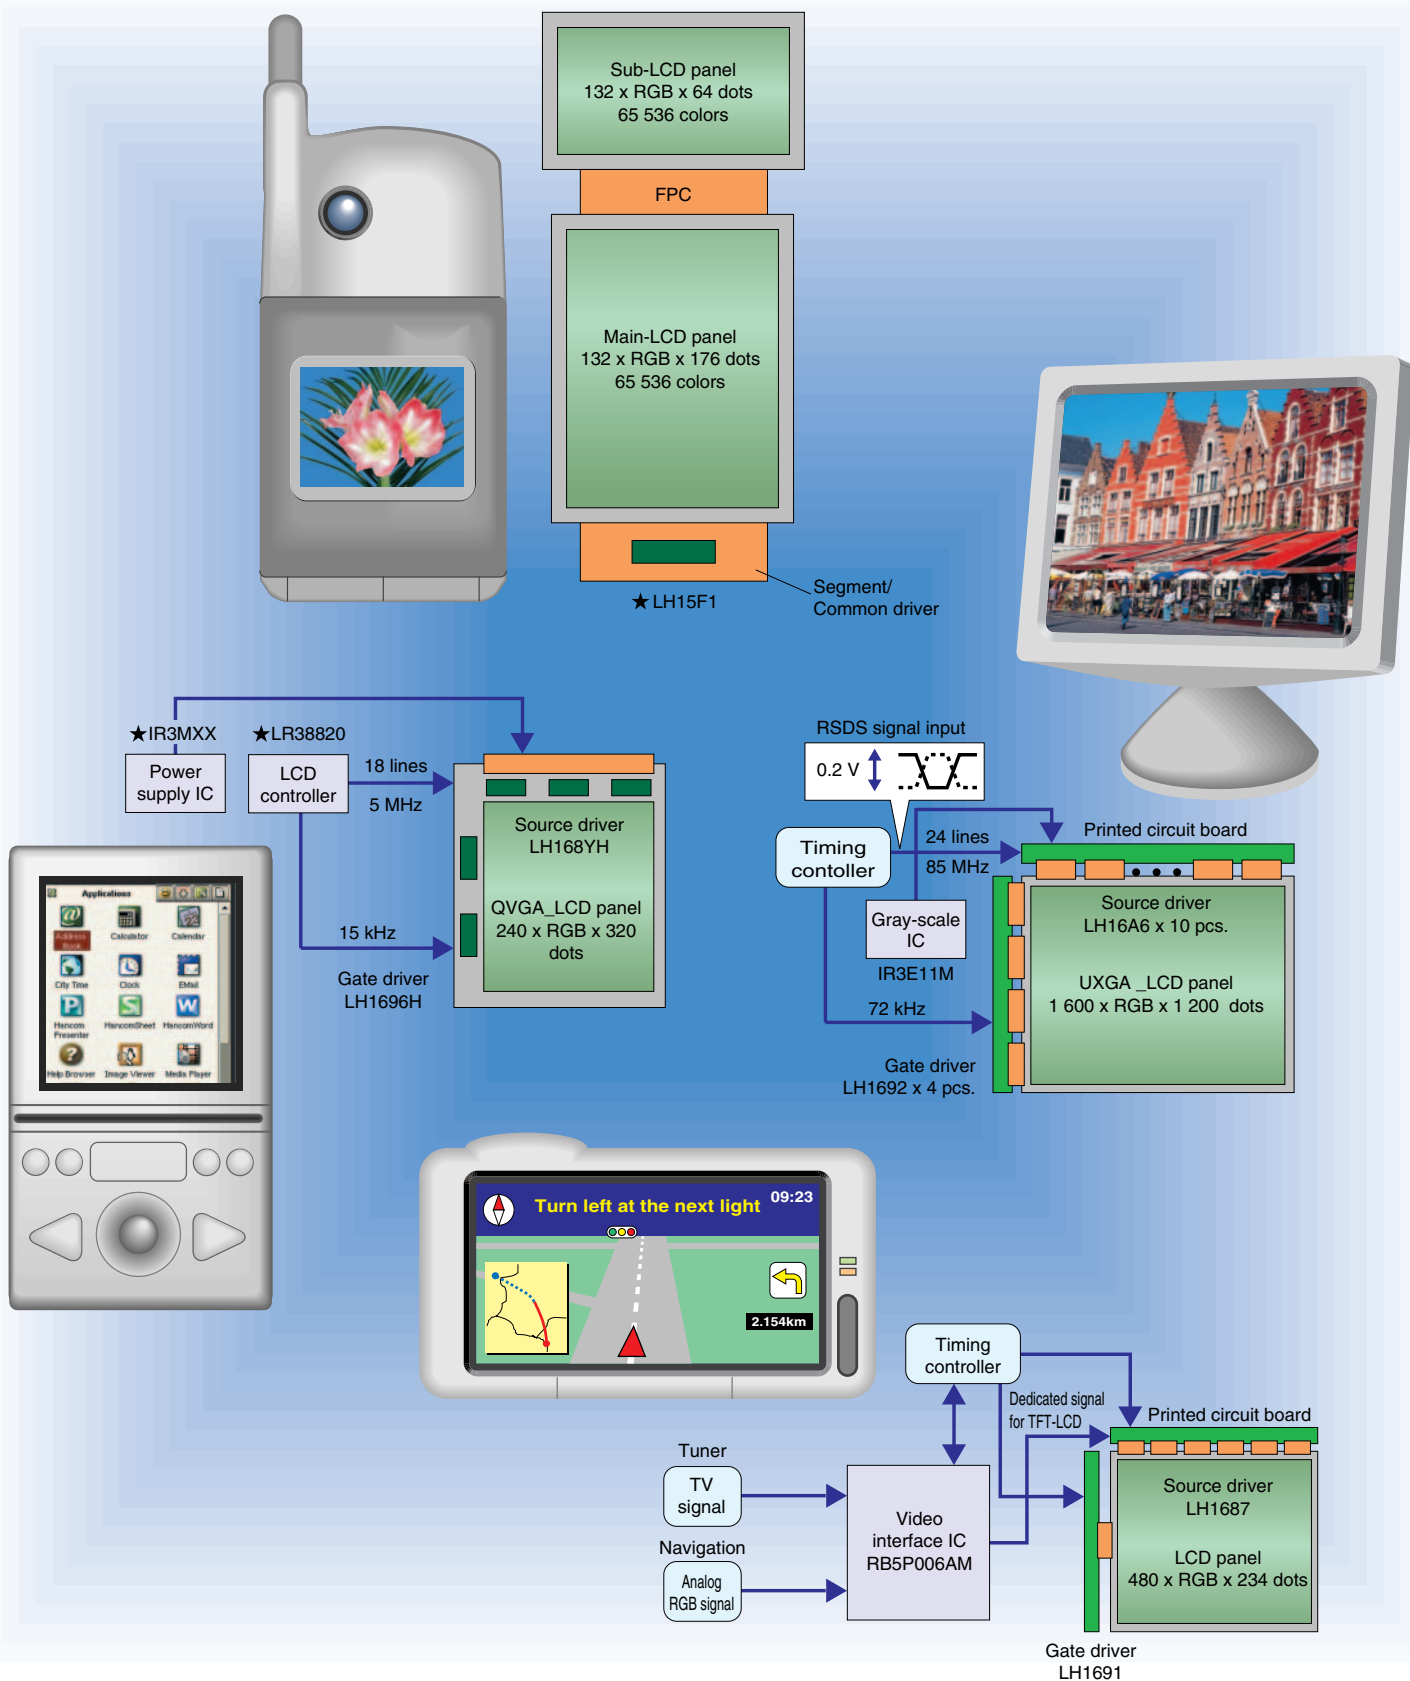 Sub-LCD panel
132 x RGB x 64 dots
65 536 colors
FPC
Main-LCD panel
132 x RGB x 176 dots
65 536 colors
Segment/
Common driver
★LH15F1
★IR3MXX
Power
supply IC
★LR38820
LCD
controller
18 lines
5 MHz
15 kHz
Gate driver
LH1696H
Source driver
LH168YH
QVGA_LCD panel
240 x RGB x 320
dots
RSDS signal input
0.2 V
Timing
contoller
24 lines
85 MHz
Printed circuit board
Gray-scale
IC
IR3E11M
72 kHz
Gate driver
LH1692 x 4 pcs.
Source driver
LH16A6 x 10 pcs.
UXGA _LCD panel
1 600 x RGB x 1 200 dots
Applications
Address
Book
Calculator
Calendar
City Time
Clock
EMail
Hancom
Presenter
HancomSheet
HancomWord
Help Browser
Image Viewer
Media Player
Turn left at the next light
09:23
2.154km
Timing
controller
Dedicated signal
for TFT-LCD
Printed circuit board
Tuner
TV
signal
Navigation
Analog
RGB signal
Video
interface IC
RB5P006AM
Source driver
LH1687
LCD panel
480 x RGB x 234 dots
Gate driver
LH1691